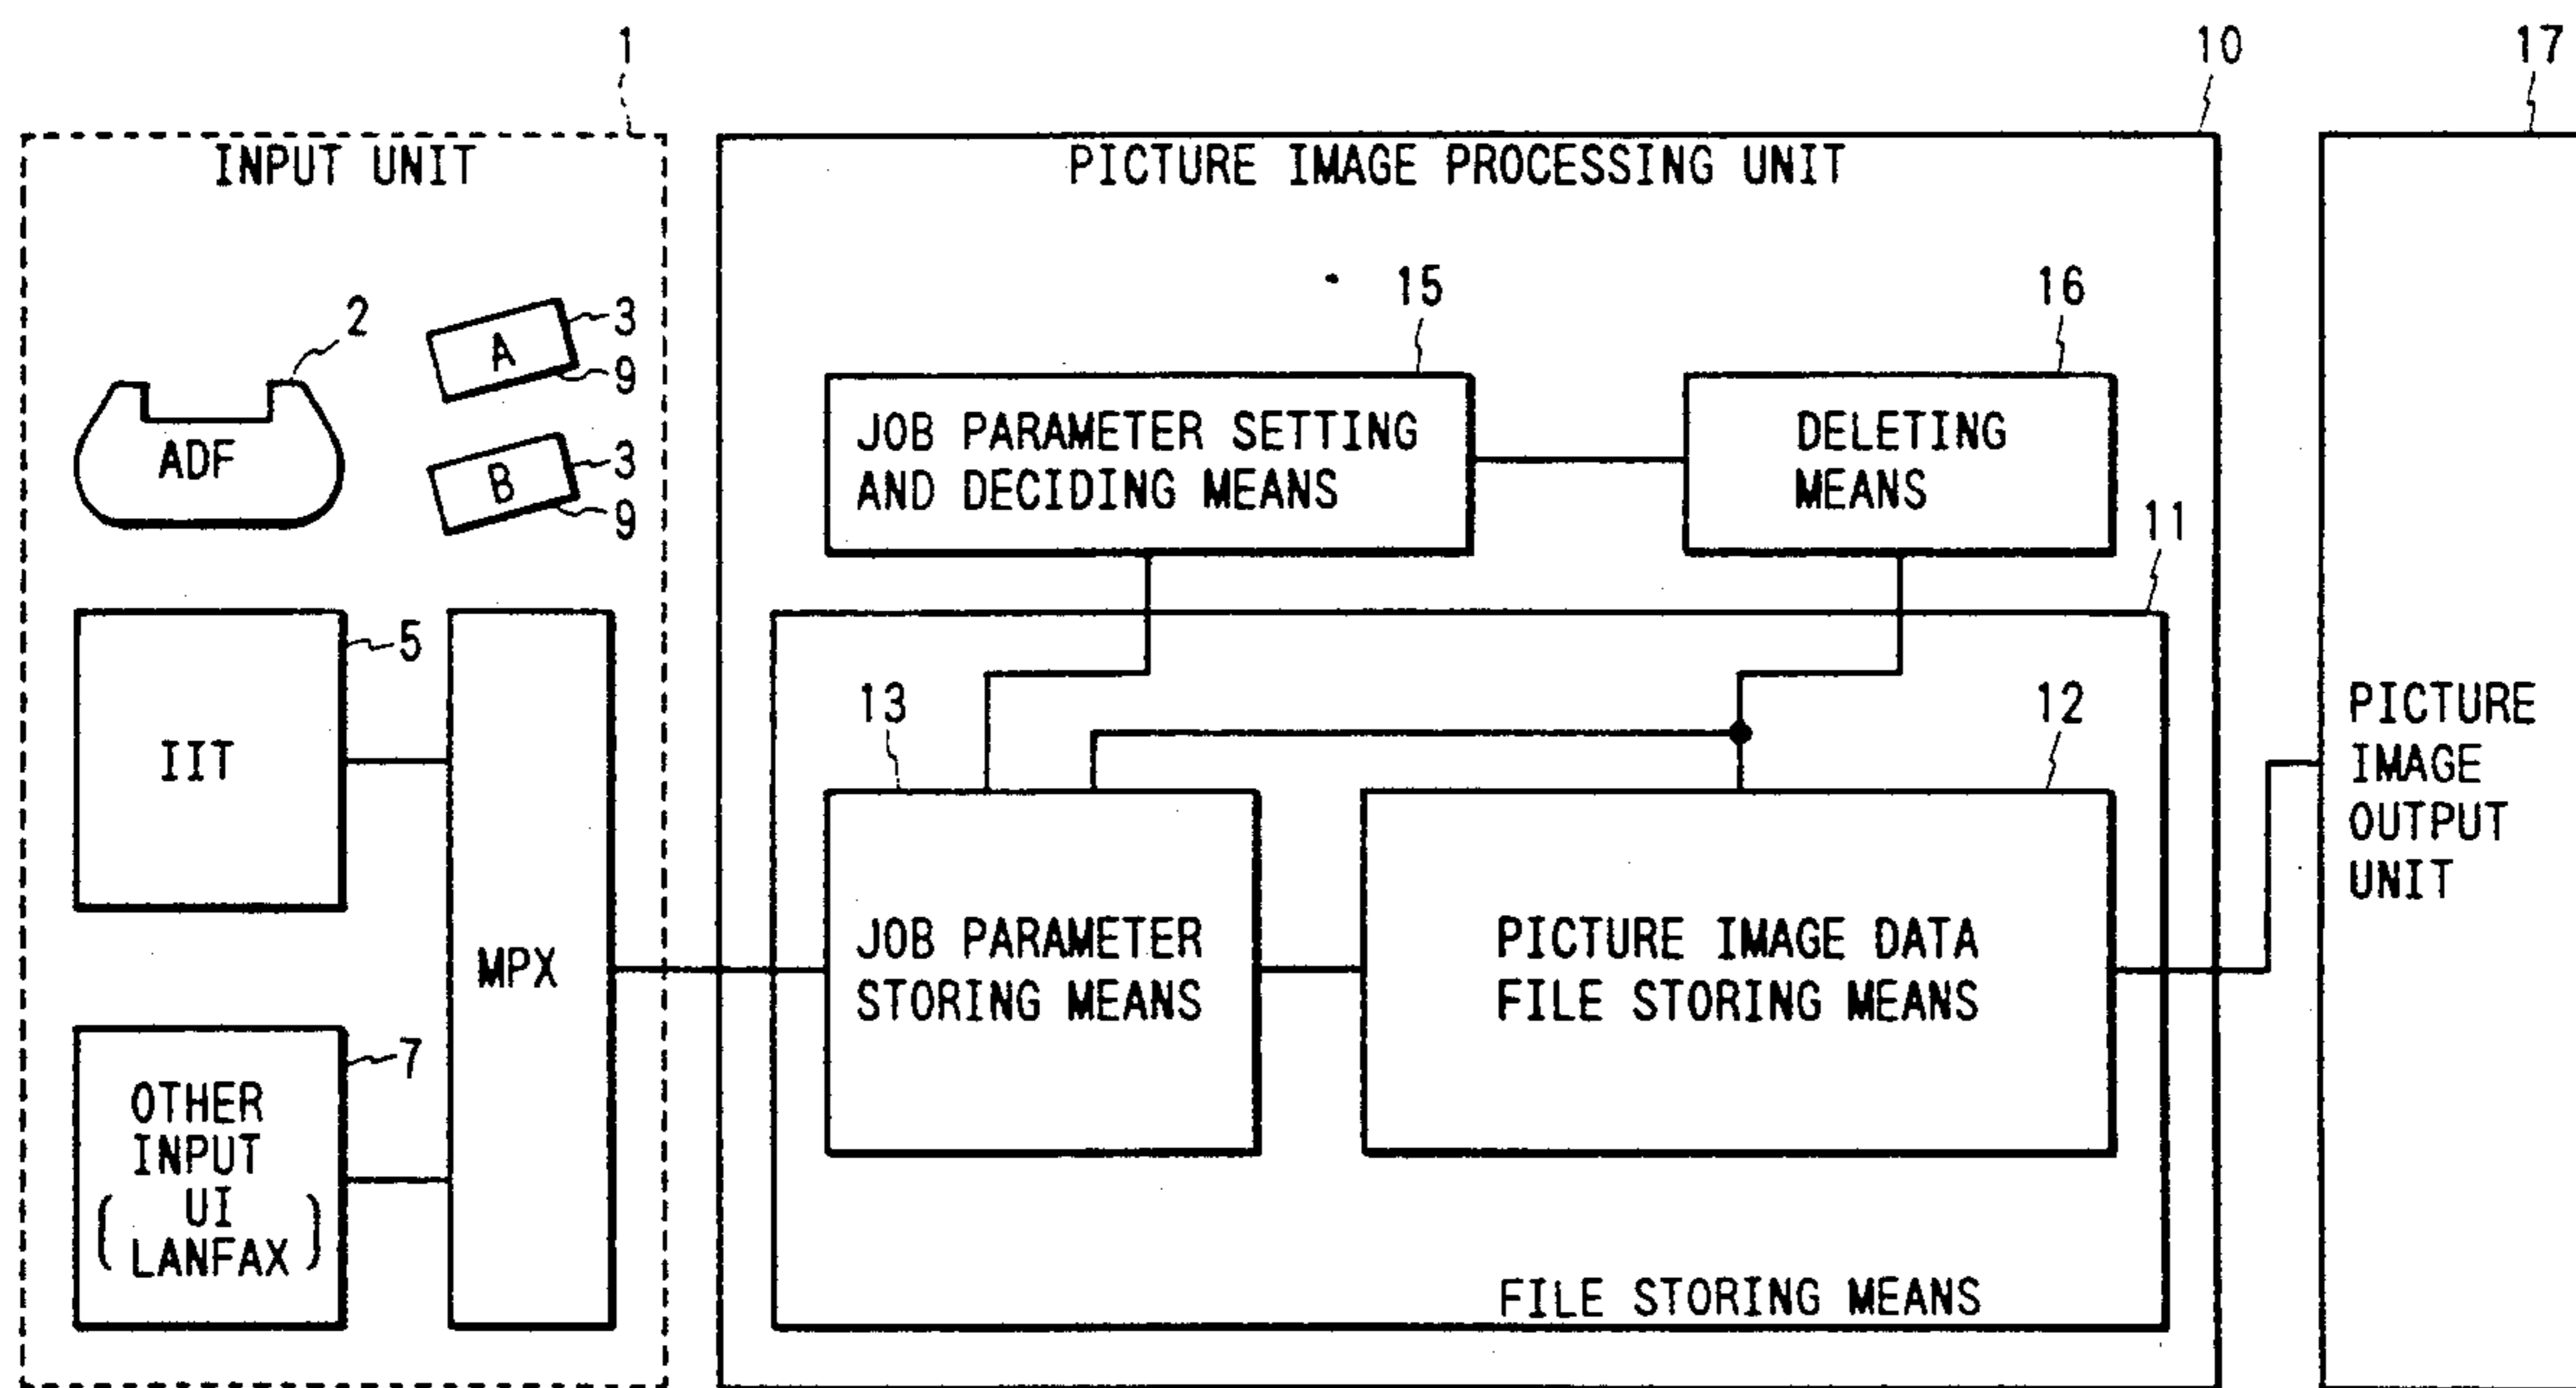 1
10
17
INPUT UNIT
PICTURE IMAGE PROCESSING UNIT
2
ADF
A
3
9
B
3
9
5
IIT
7
OTHER
INPUT
UI
( LANFAX )
MPX
15
JOB PARAMETER SETTING
AND DECIDING MEANS
16
DELETING
MEANS
11
13
JOB PARAMETER
STORING MEANS
12
PICTURE IMAGE DATA
FILE STORING MEANS
FILE STORING MEANS
PICTURE
IMAGE
OUTPUT
UNIT